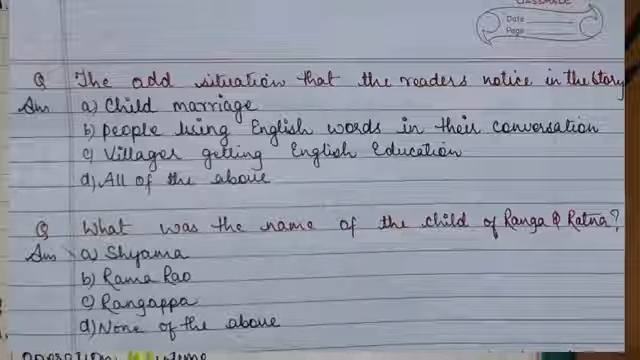 CLASSMATE
Date
Page
Q The odd situation that the readers notice in the story
Ans a) Child marriage
b) people using English words in their conversation
c) Villager getting English Education
d) All of the above
Q What was the name of the child of Ranga & Ratna?
Ans a) Shyama
b) Rama Rao
c) Rangappa
d) None of the above